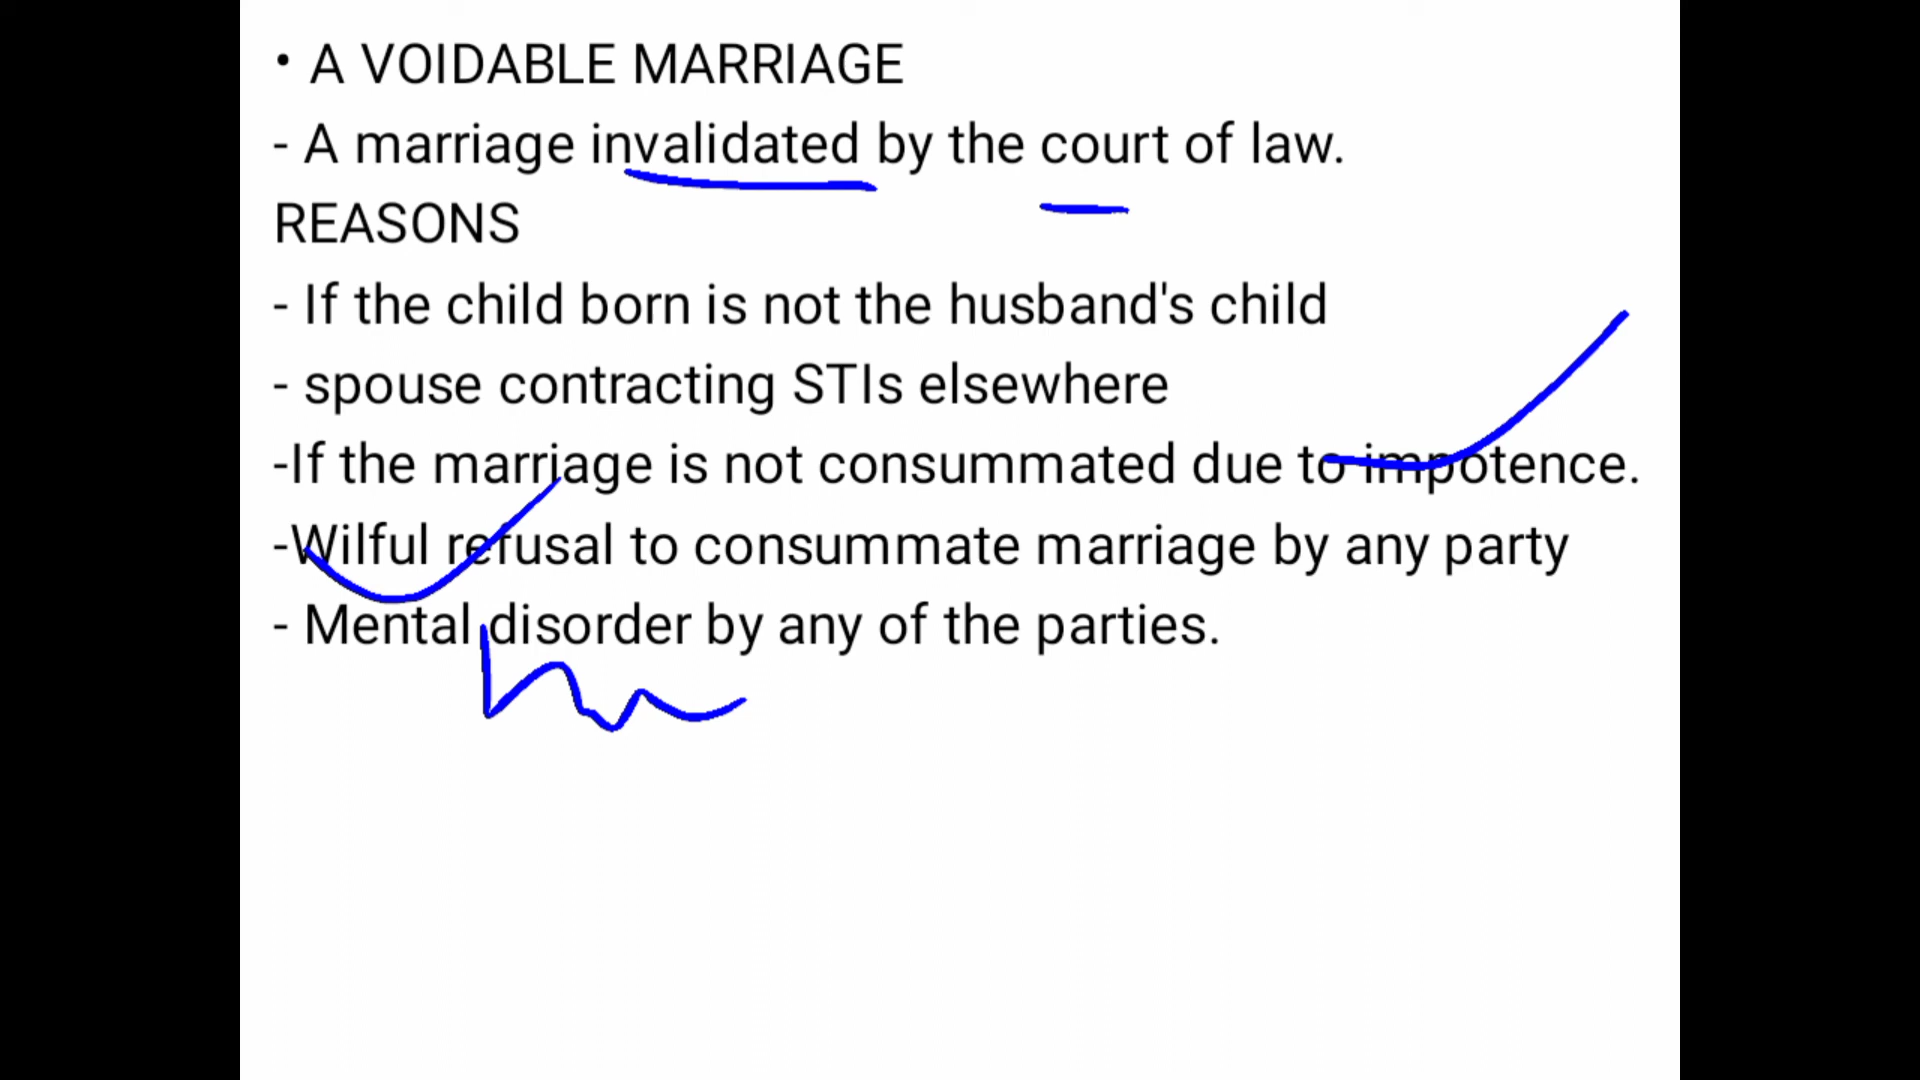 • A VOIDABLE MARRIAGE
- A marriage invalidated by the court of law.
REASONS
- If the child born is not the husband's child
- spouse contracting STIs elsewhere
-If the marriage is not consummated due to impotence.
-Wilful refusal to consummate marriage by any party
- Mental disorder by any of the parties.